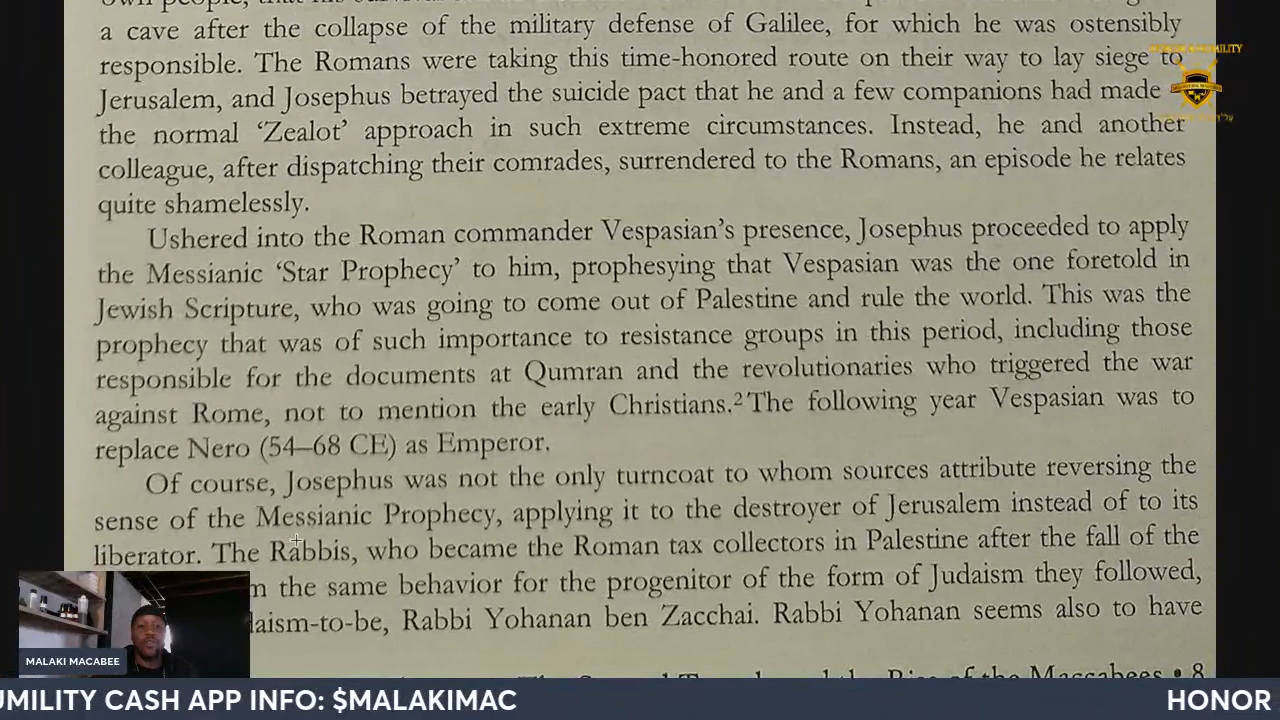 a cave after the collapse of the military defense of Galilee, for which he was ostensibly
responsible. The Romans were taking this time-honored route on their way to lay siege to
Jerusalem, and Josephus betrayed the suicide pact that he and a few companions had made
the normal ‘Zealot’ approach in such extreme circumstances. Instead, he and another
colleague, after dispatching their comrades, surrendered to the Romans, an episode he relates
quite shamelessly.
Ushered into the Roman commander Vespasian’s presence, Josephus proceeded to apply
the Messianic ‘Star Prophecy’ to him, prophesying that Vespasian was the one foretold in
Jewish Scripture, who was going to come out of Palestine and rule the world. This was the
prophecy that was of such importance to resistance groups in this period, including those
responsible for the documents at Qumran and the revolutionaries who triggered the war
against Rome, not to mention the early Christians.² The following year Vespasian was to
replace Nero (54–68 CE) as Emperor.
Of course, Josephus was not the only turncoat to whom sources attribute reversing the
sense of the Messianic Prophecy, applying it to the destroyer of Jerusalem instead of to its
liberator. The Rabbis, who became the Roman tax collectors in Palestine after the fall of the
m the same behavior for the progenitor of the form of Judaism they followed,
daism-to-be, Rabbi Yohanan ben Zacchai. Rabbi Yohanan seems also to have
of the Maccabees • 8
MALAKI MACABEE
UMILITY CASH APP INFO: $MALAKIMAC
HONOR